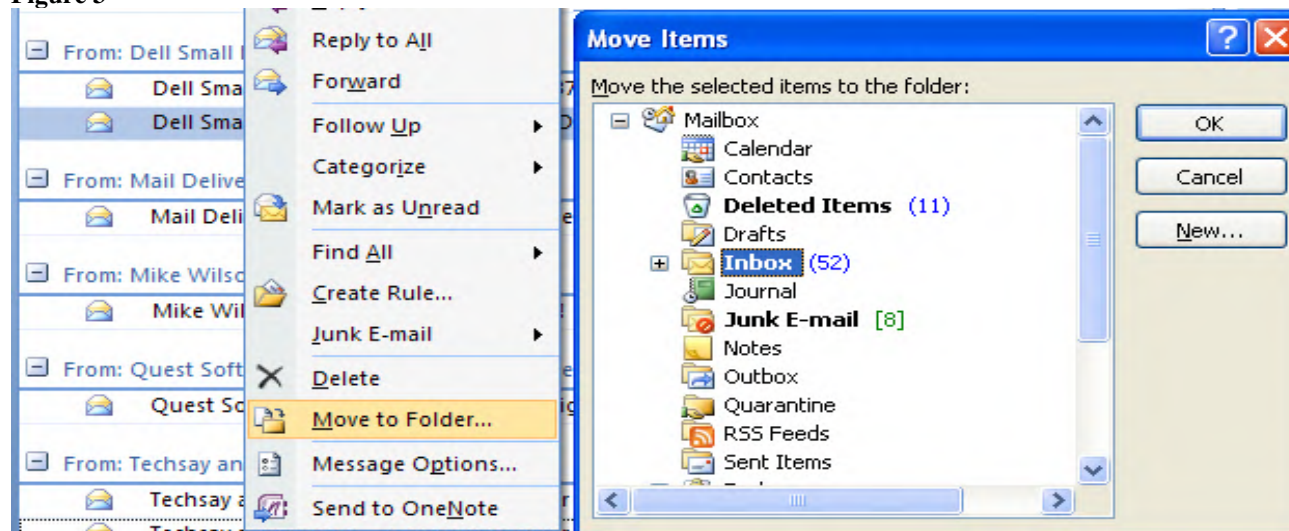 From: Dell Small
Dell Sma
Dell Sma
From: Mail Delive
Mail Deli
From: Mike Wilso
Mike Wil
From: Quest Soft
Quest So
From: Techsay an
Techsay a
Reply to All
Forward
Follow Up
Categorize
Mark as Unread
Find All
Create Rule...
Junk E-mail
Delete
Move to Folder...
Message Options...
Send to OneNote
Move Items
Move the selected items to the folder:
Mailbox
Calendar
Contacts
Deleted Items (11)
Drafts
Inbox (52)
Journal
Junk E-mail [8]
Notes
Outbox
Quarantine
RSS Feeds
Sent Items
OK
Cancel
New...